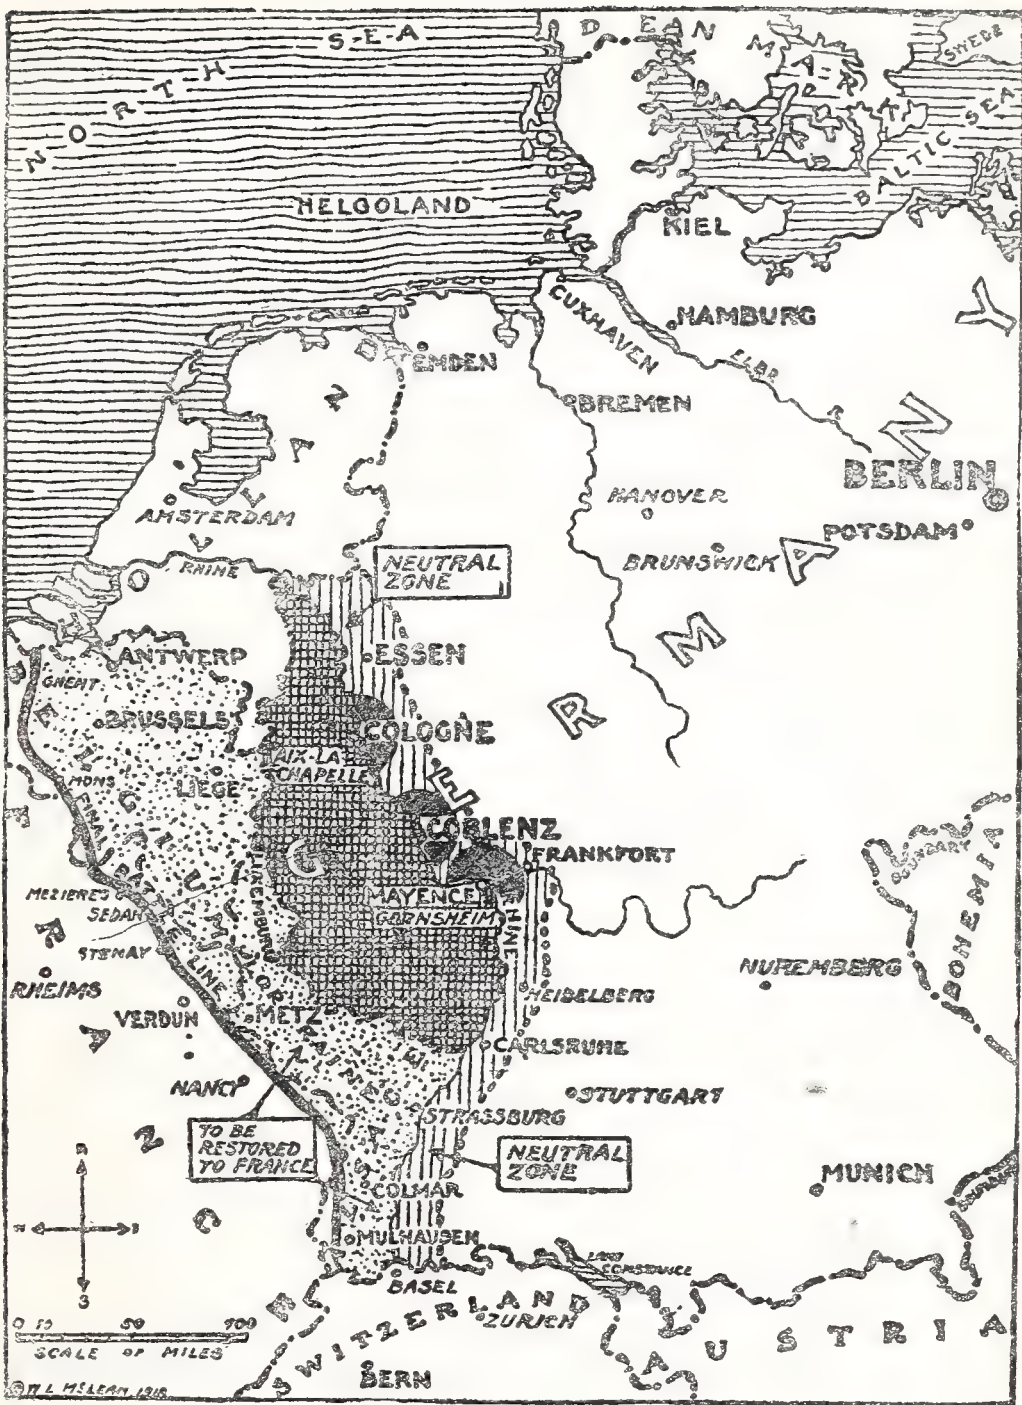 NORTH SEA
DENMARK
SWEDE
BALTIC SEA
HELGOLAND
KIEL
CUXHAVEN
HAMBURG
ELBE
R
EMDEN
BREMEN
BERLIN
HANOVER
AMSTERDAM
POTSDAM
BRUNSWICK
RHINE
NEUTRAL
ZONE
HOLLAND
GERMANY
ANTWERP
ESSEN
GHENT
BRUSSELS
COLOGNE
AIX-LA
CHAPELLE
MONS
LIEGE
BELGIUM
COBLENZ
FRANKFORT
FINAL BATTLE LINE
LUXEMBURG
MAYENCE
MEZIERES
SEDAN
GERNSHEIM
RHINE
BOUNDARY
BOHEMIA
STENAY
NUREMBERG
RHEIMS
HEIDELBERG
VERDUN
METZ
LORRAINE
CARLSRUHE
NANCY
STUTTGART
STRASSBURG
TO BE
RESTORED
TO FRANCE
NEUTRAL
ZONE
MUNICH
COLMAR
FRANCE
MULHAUSEN
LAKE
CONSTANCE
BASEL
SWITZERLAND
ZURICH
AUSTRIA
BERN
S
0 10 50 100
SCALE OF MILES
© W L McLEAN, 1918